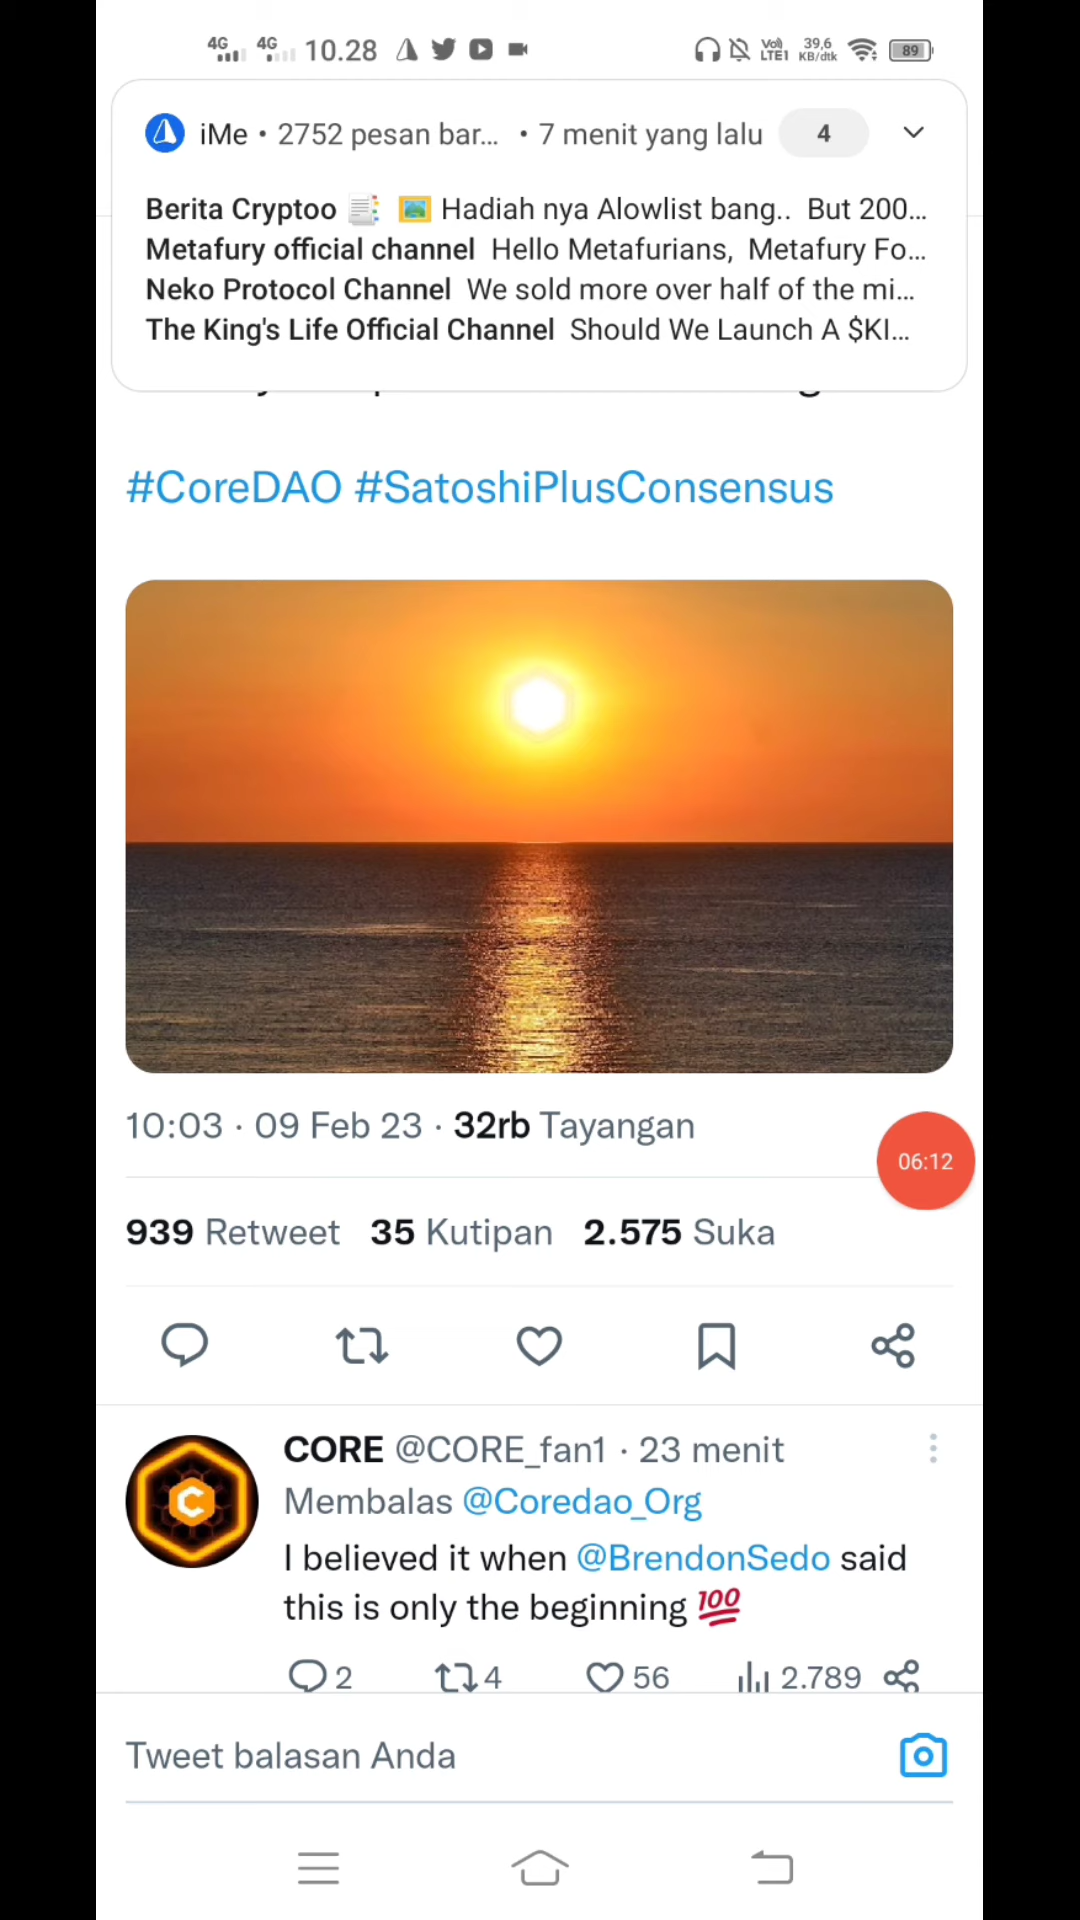 4G 4G 10.28 Vo) LTE1 39,6 KB/dtk 89
iMe • 2752 pesan bar... • 7 menit yang lalu 4
Berita Cryptoo 📑 🖼️ Hadiah nya Alowlist bang.. But 200...
Metafury official channel Hello Metafurians, Metafury Fo...
Neko Protocol Channel We sold more over half of the mi...
The King's Life Official Channel Should We Launch A $KI...
#CoreDAO #SatoshiPlusConsensus
10:03 · 09 Feb 23 · 32rb Tayangan
06:12
939 Retweet 35 Kutipan 2.575 Suka
CORE @CORE_fan1 · 23 menit
Membalas @Coredao_Org
I believed it when @BrendonSedo said
this is only the beginning 💯
2 4 56 2.789
Tweet balasan Anda